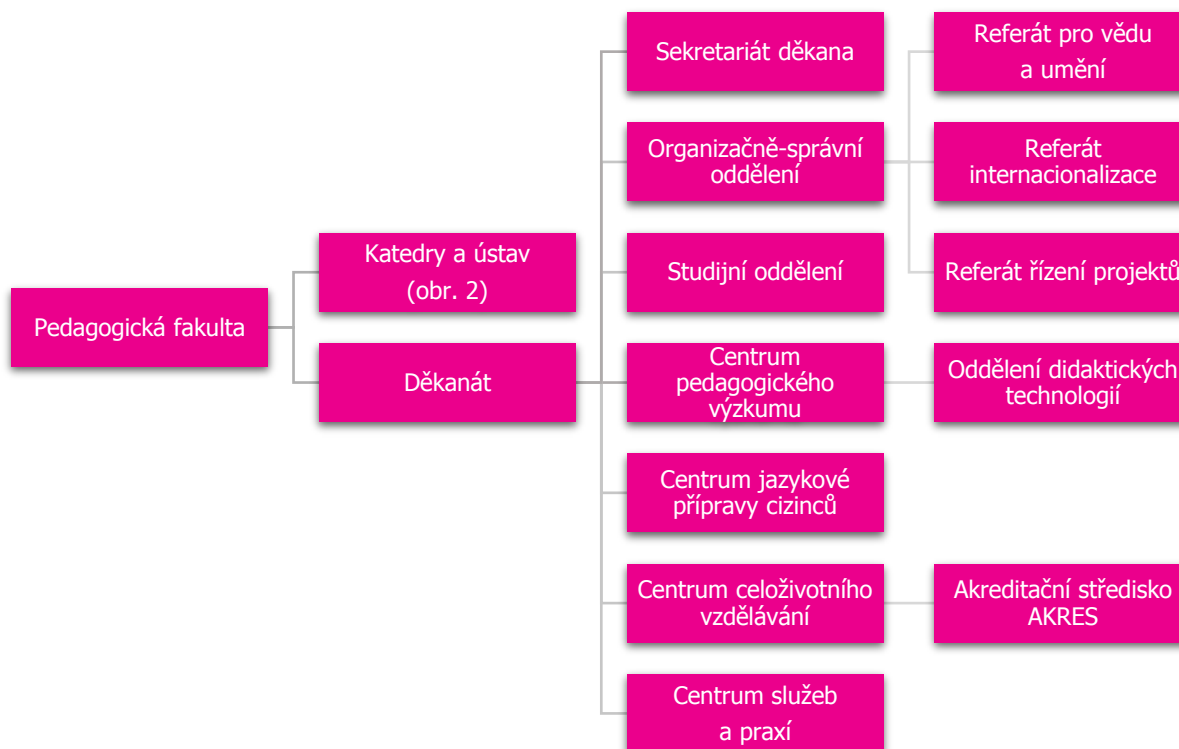 Pedagogická fakulta
Katedry a ústav
(obr. 2)
Děkanát
Sekretariát děkana
Organizačně-správní
oddělení
Studijní oddělení
Centrum
pedagogického
výzkumu
Centrum jazykové
přípravy cizinců
Centrum celoživotního
vzdělávání
Centrum služeb
a praxí
Referát pro vědu
a umění
Referát
internacionalizace
Referát řízení projektů
Oddělení didaktických
technologií
Akreditační středisko
AKRES